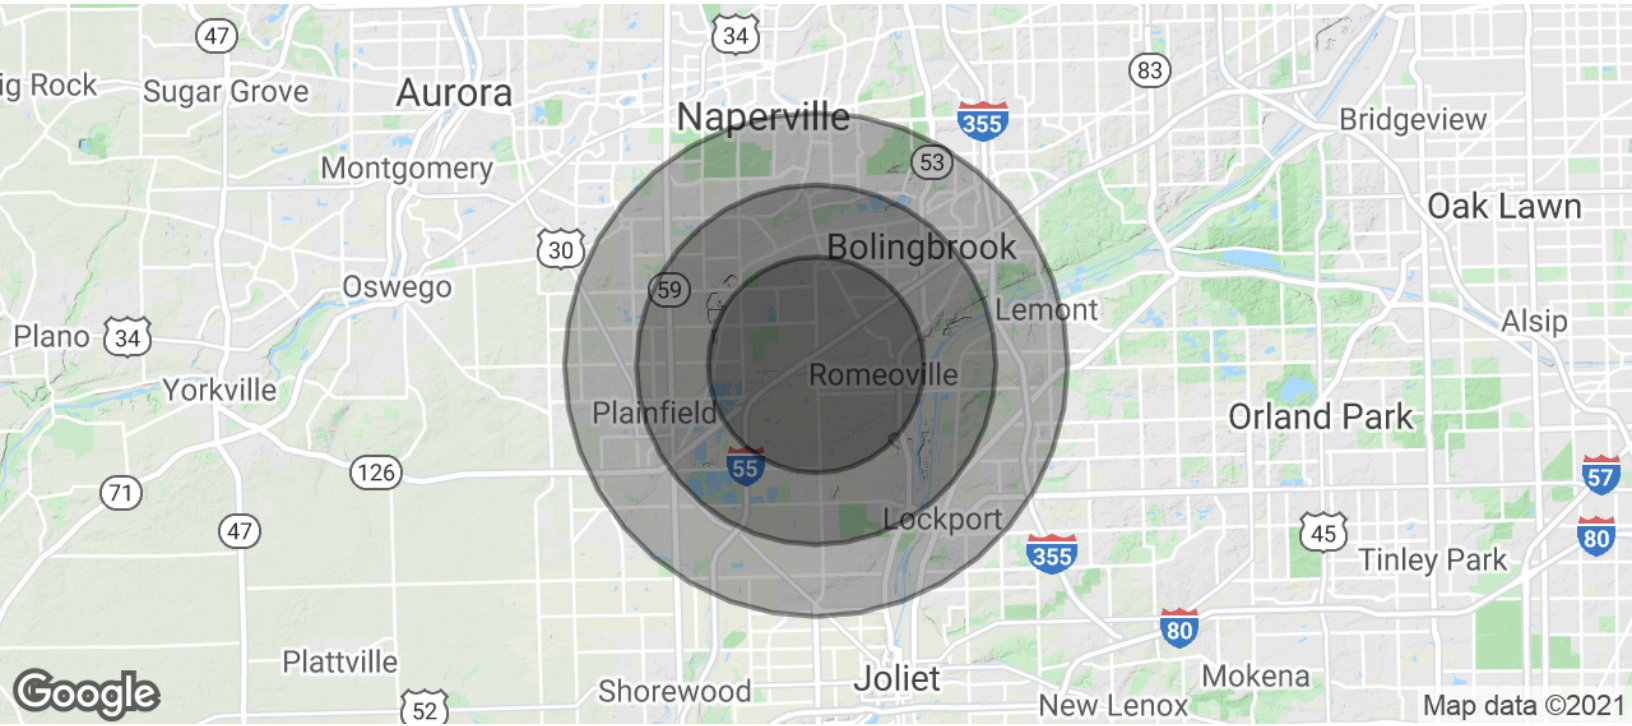 47
34
83
ig Rock
Sugar Grove
Aurora
Naperville
355
Bridgeview
53
Montgomery
Oak Lawn
30
Bolingbrook
59
Oswego
Lemont
Plano
34
Alsip
Yorkville
Romeoville
Plainfield
Orland Park
126
55
57
71
47
Lockport
45
80
355
Tinley Park
80
Plattville
Joliet
Mokena
Shorewood
New Lenox
52
Google
Map data ©2021